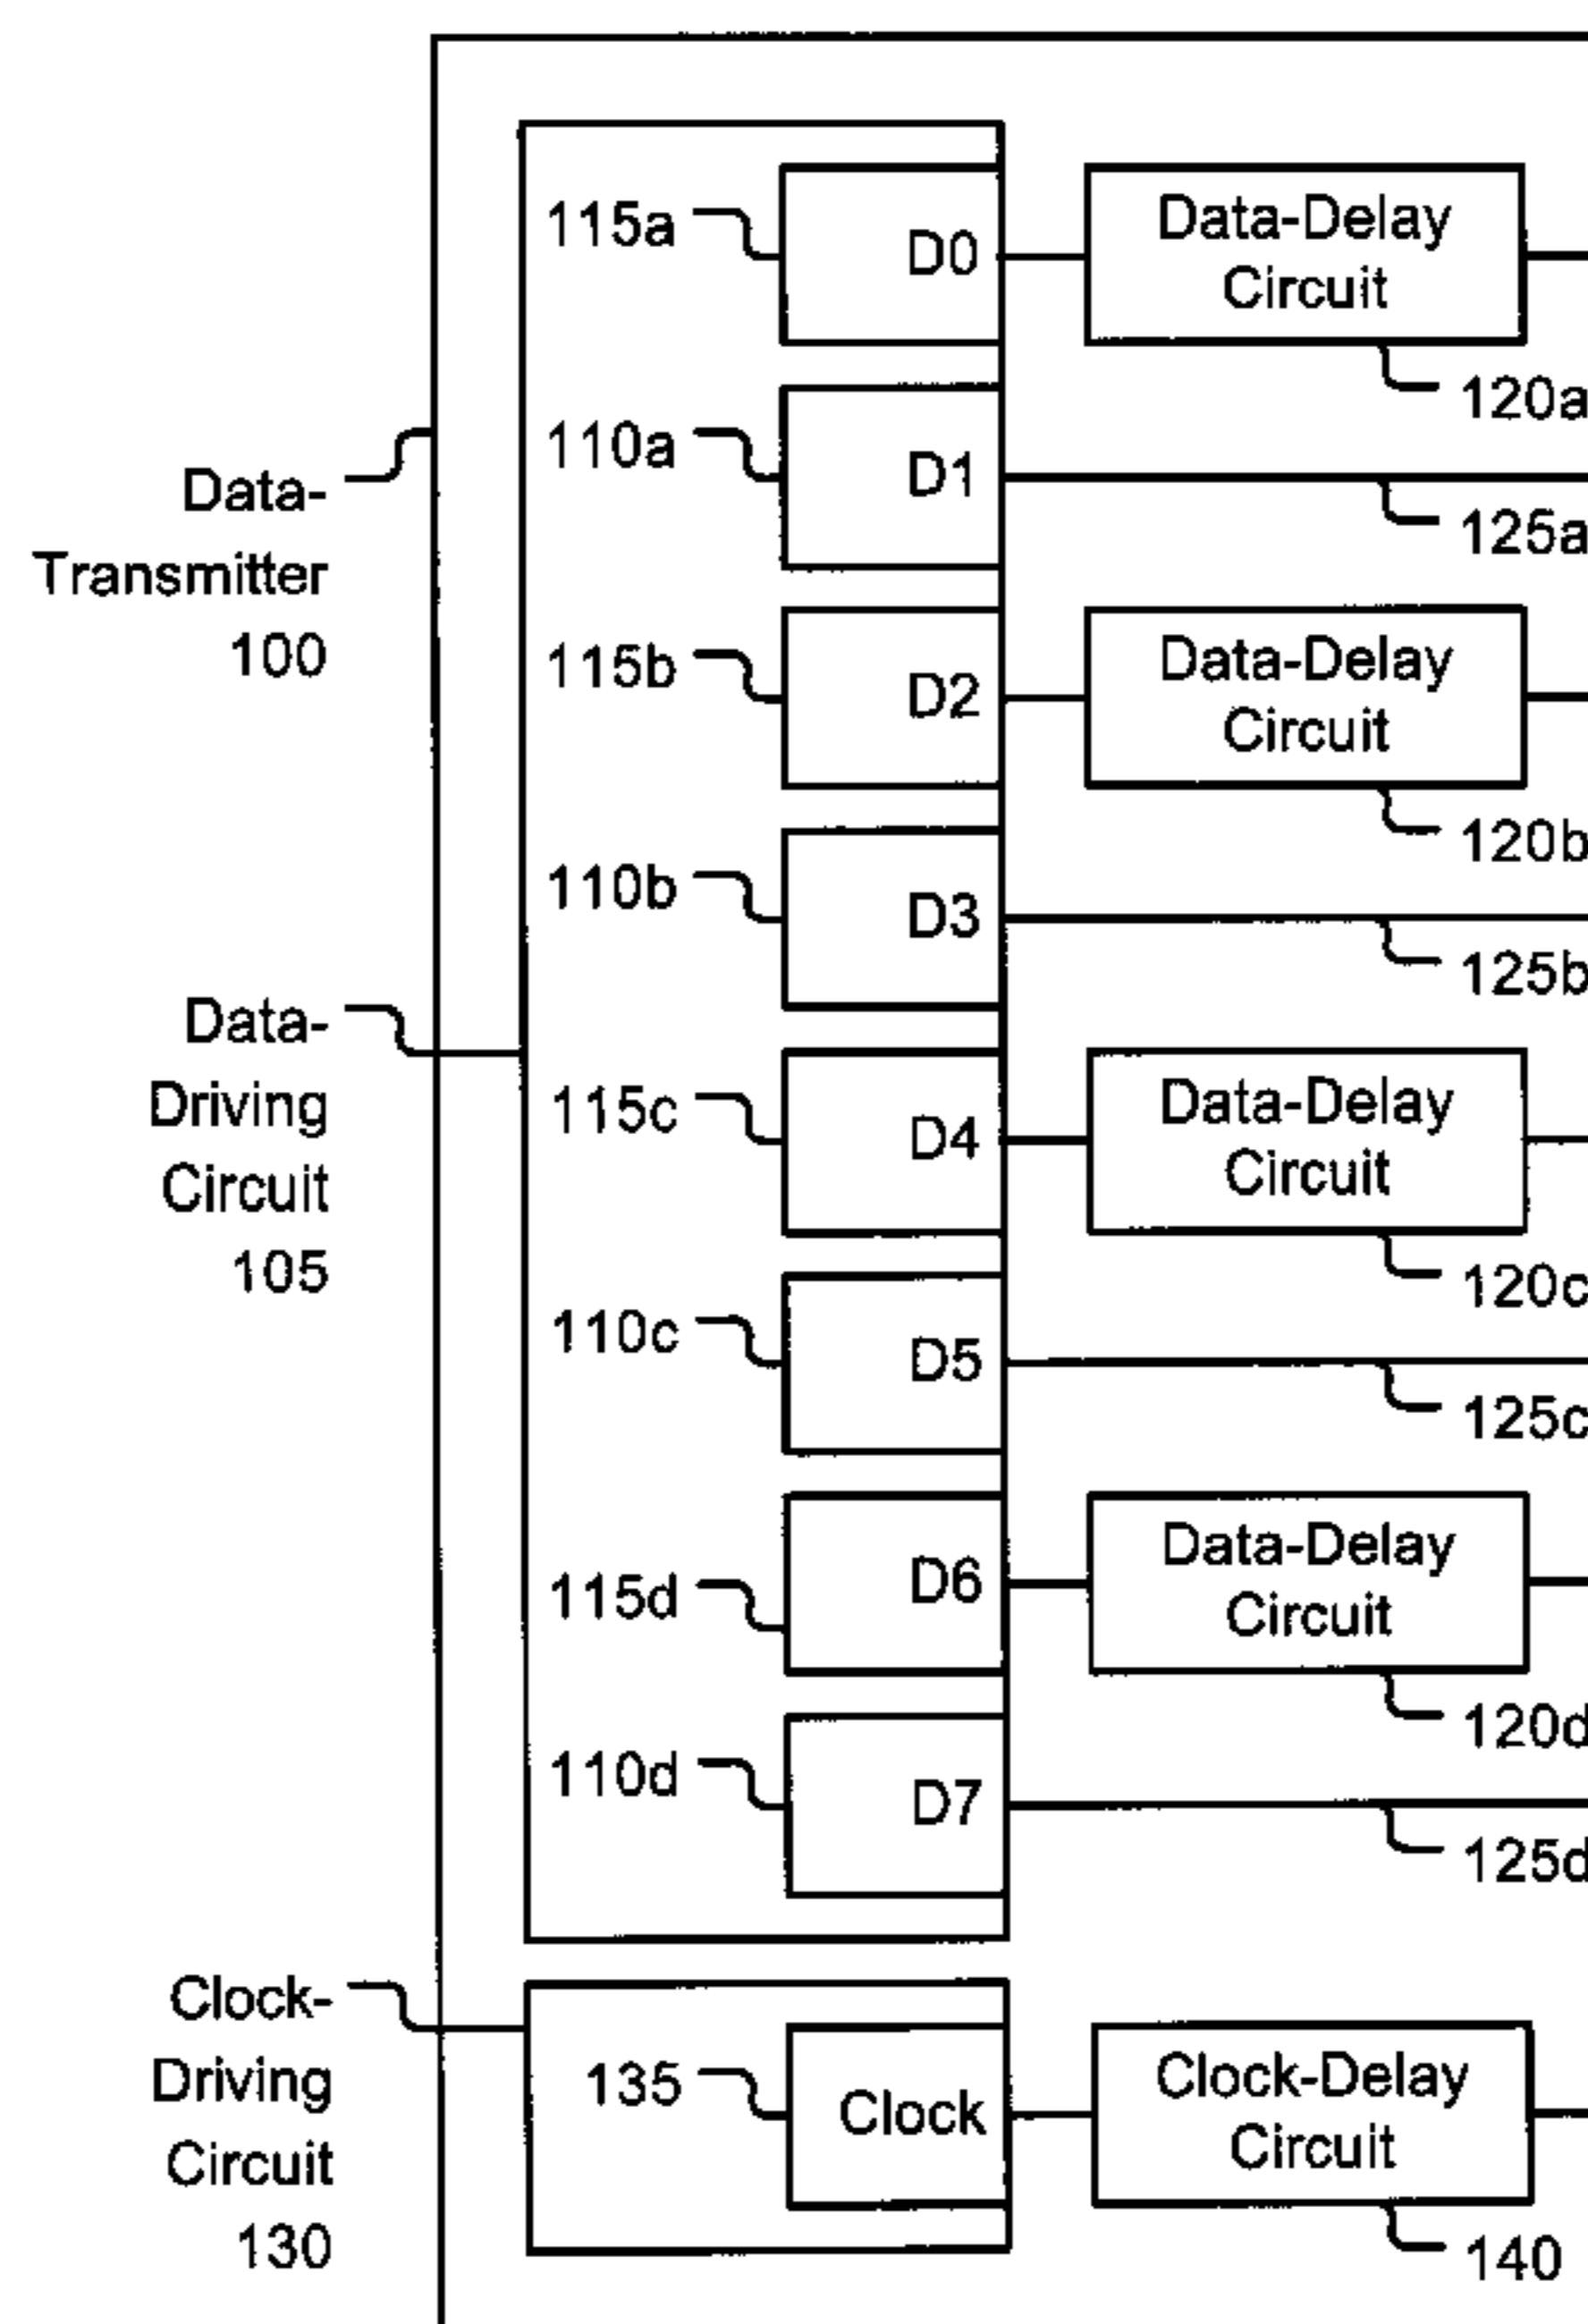 115a
D0
Data-Delay
Circuit
120a
110a
D1
125a
Data-
Transmitter
100
115b
D2
Data-Delay
Circuit
120b
110b
D3
125b
Data-
Driving
Circuit
105
115c
D4
Data-Delay
Circuit
120c
110c
D5
125c
115d
D6
Data-Delay
Circuit
120d
110d
D7
125d
Clock-
Driving
Circuit
130
135
Clock
Clock-Delay
Circuit
140